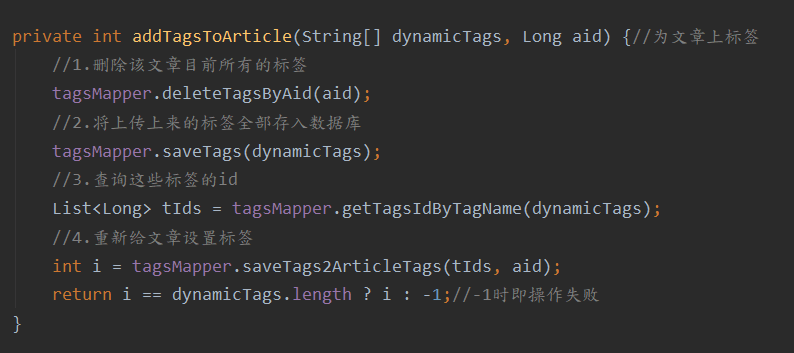 private int addTagsToArticle(String[] dynamicTags, Long aid) {//为文章上标签
//1.删除该文章目前所有的标签
tagsMapper.deleteTagsByAid(aid);
//2.将上传上来的标签全部存入数据库
tagsMapper.saveTags(dynamicTags);
//3.查询这些标签的id
List<Long> tIds = tagsMapper.getTagsIdByTagName(dynamicTags);
//4.重新给文章设置标签
int i = tagsMapper.saveTags2ArticleTags(tIds, aid);
return i == dynamicTags.length ? i : -1;//-1时即操作失败
}